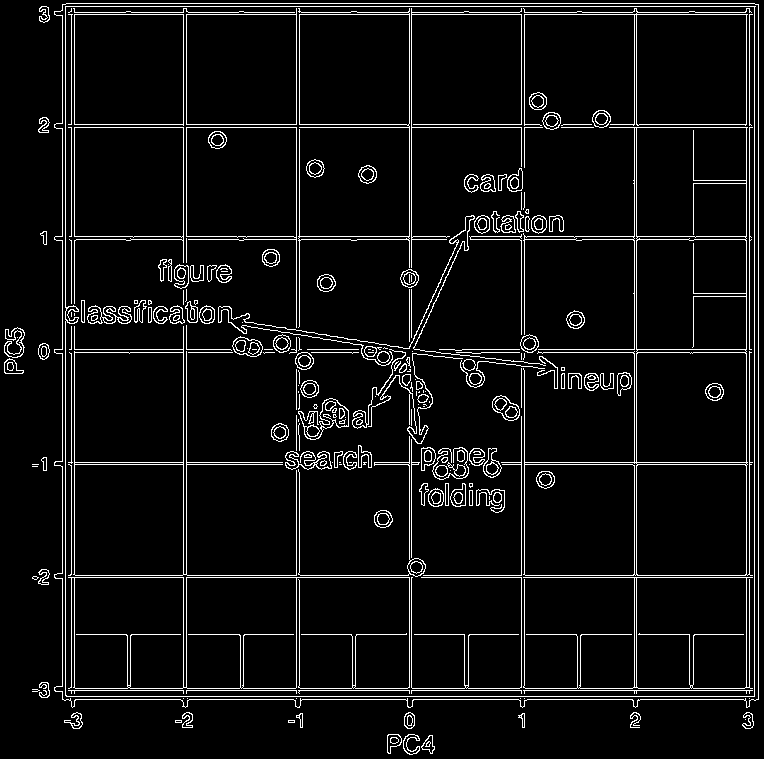 3
2
card
rotation
1
figure
classification
PC5
0
lineup
visual
-1
search
paper
folding
-2
-3
-3
-2
-1
0
1
2
3
PC4